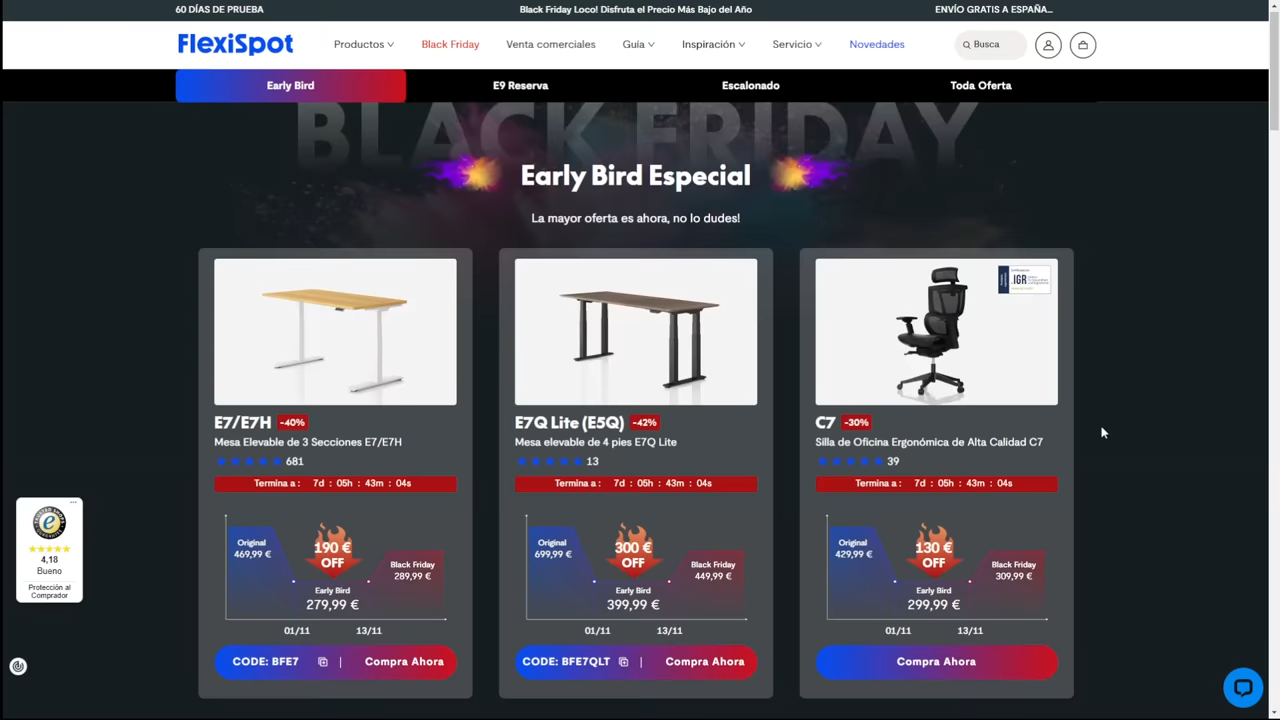 60 DÍAS DE PRUEBA
Black Friday Loco! Disfruta el Precio Más Bajo del Año
ENVÍO GRATIS A ESPAÑA...
FlexiSpot
Productos
Black Friday
Venta comerciales
Guía
Inspiración
Servicio
Novedades
Busca
Early Bird
E9 Reserva
Escalonado
Toda Oferta
BLACK FRIDAY
Early Bird Especial
La mayor oferta es ahora, no lo dudes!
E7/E7H -40%
Mesa Elevable de 3 Secciones E7/E7H
681
Termina a : 7d : 05h : 43m : 04s
Original
469,99 €
190 €
OFF
Black Friday
289,99 €
Early Bird
279,99 €
01/11 13/11
CODE: BFE7 | Compra Ahora
E7Q Lite (E5Q) -42%
Mesa elevable de 4 pies E7Q Lite
13
Termina a : 7d : 05h : 43m : 04s
Original
699,99 €
300 €
OFF
Black Friday
449,99 €
Early Bird
399,99 €
01/11 13/11
CODE: BFE7QLT | Compra Ahora
IGR
C7 -30%
Silla de Oficina Ergonómica de Alta Calidad C7
39
Termina a : 7d : 05h : 43m : 04s
Original
429,99 €
130 €
OFF
Black Friday
309,99 €
Early Bird
299,99 €
01/11 13/11
Compra Ahora
4,18
Bueno
Protección al
Comprador